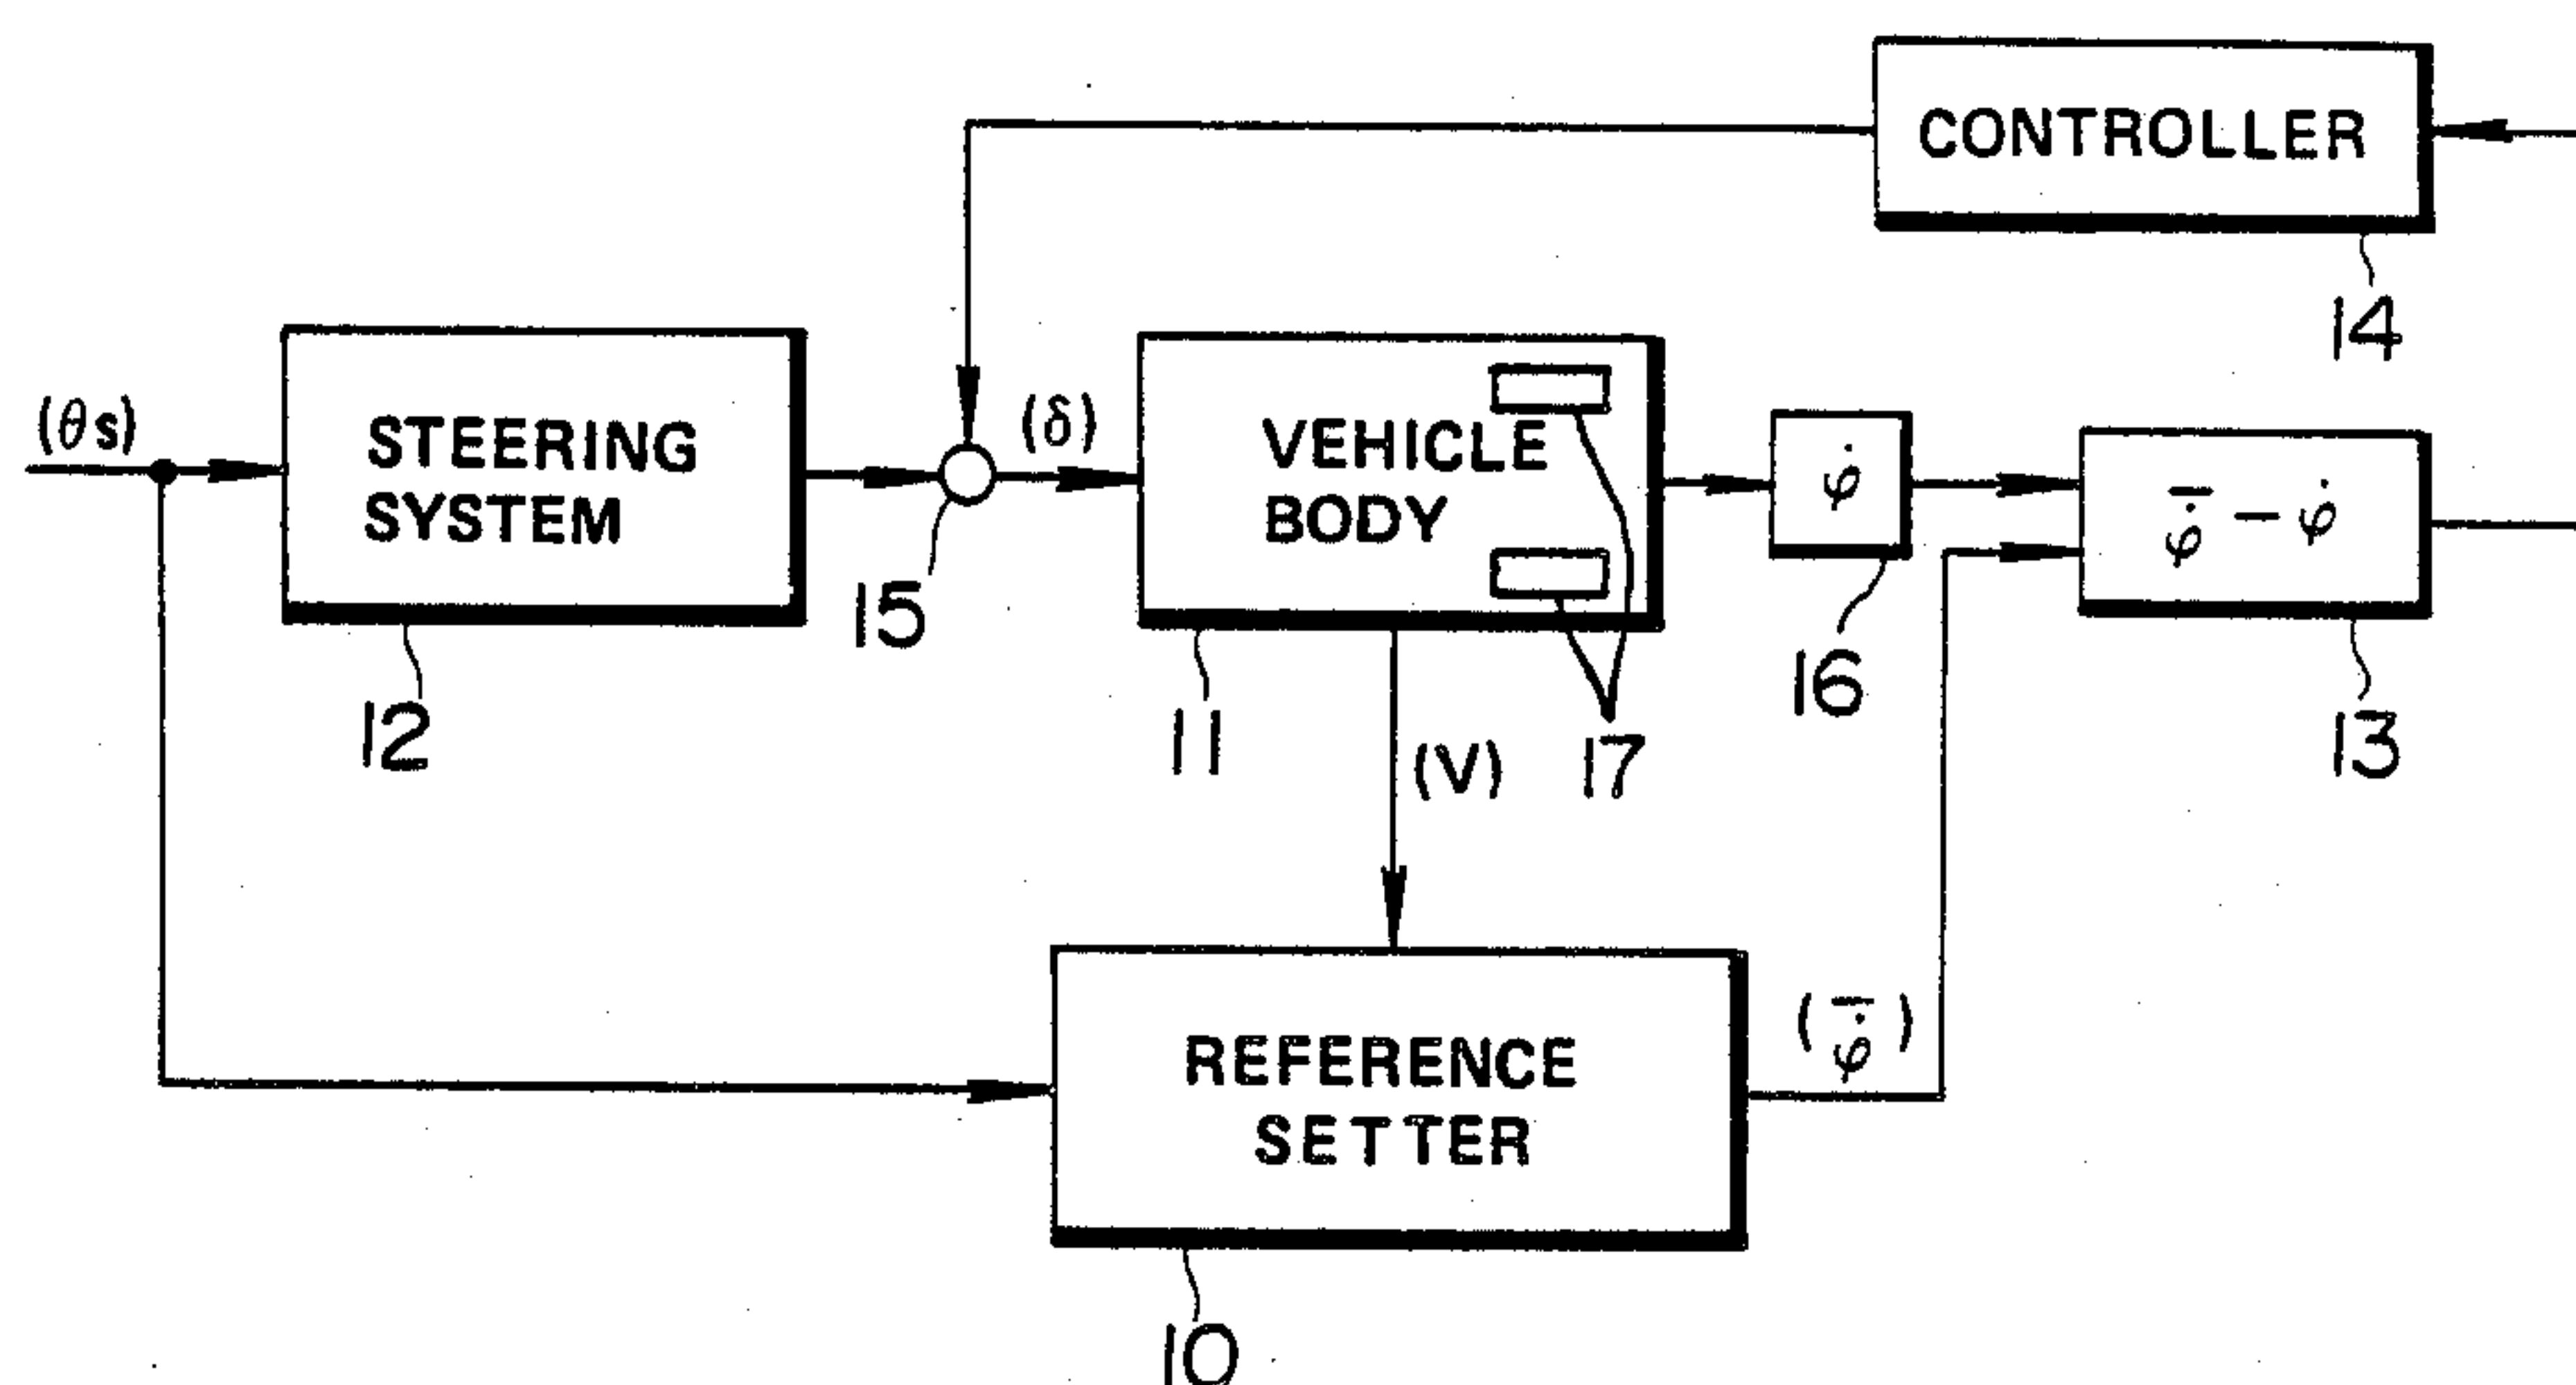 CONTROLLER
14
(θs)
STEERING
SYSTEM
12
15
(δ)
VEHICLE
BODY
11
17
(V)
φ̇
16
φ̇̅ − φ̇
13
REFERENCE
SETTER
10
(φ̇̅)